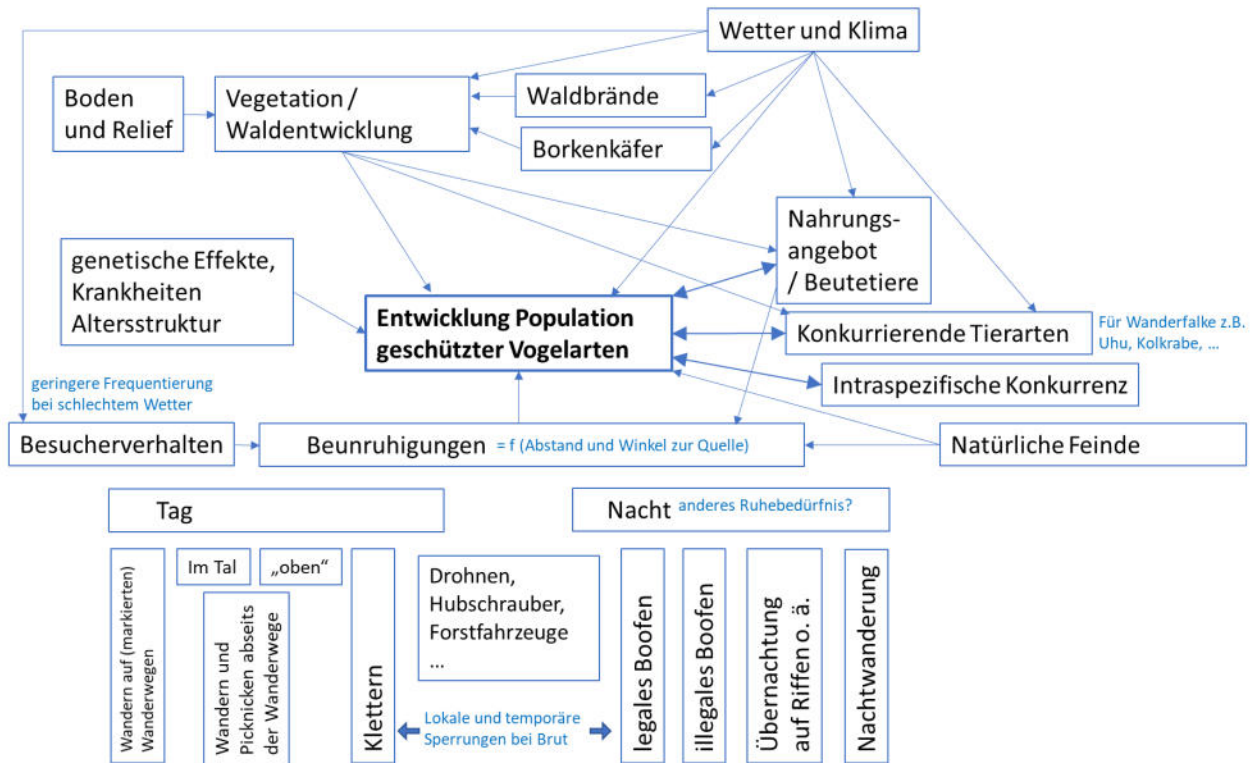 Wetter und Klima
Boden
und Relief
Vegetation /
Waldentwicklung
Waldbrände
Borkenkäfer
Nahrungs-
angebot
/ Beutetiere
genetische Effekte,
Krankheiten
Altersstruktur
Entwicklung Population
geschützter Vogelarten
Konkurrierende Tierarten
Für Wanderfalke z.B.
Uhu, Kolkrabe, ...
Intraspezifische Konkurrenz
geringere Frequentierung
bei schlechtem Wetter
Besucherverhalten
Beunruhigungen = f (Abstand und Winkel zur Quelle)
Natürliche Feinde
Tag
Nacht anderes Ruhebedürfnis?
Wandern auf (markierten)
Wanderwegen
Im Tal
„oben“
Wandern und
Picknicken abseits
der Wanderwege
Klettern
Drohnen,
Hubschrauber,
Forstfahrzeuge
...
Lokale und temporäre
Sperrungen bei Brut
legales Boofen
illegales Boofen
Übernachtung
auf Riffen o. ä.
Nachtwanderung